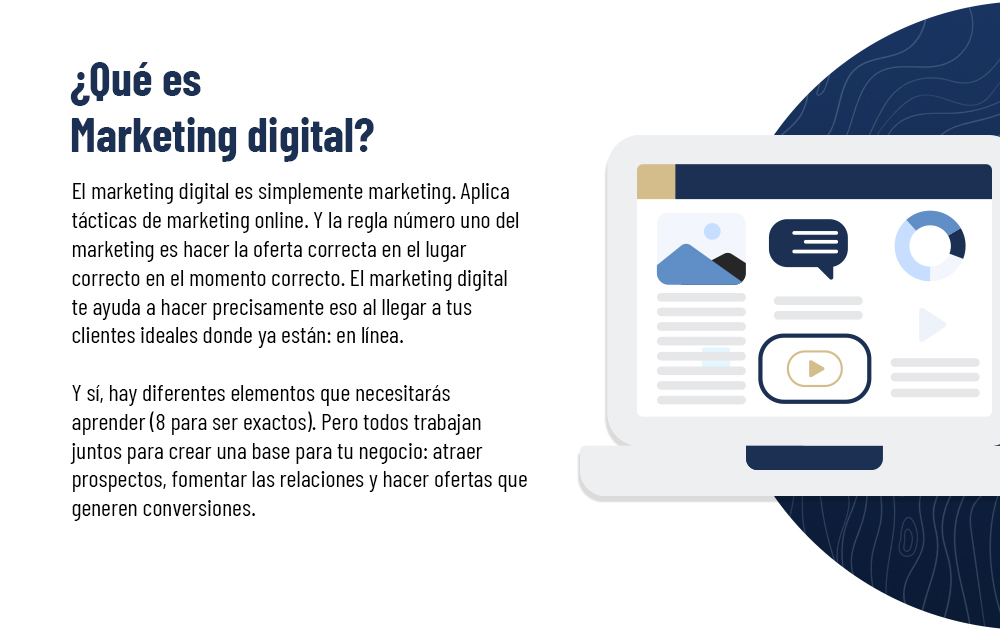 ¿Qué es
Marketing digital?
El marketing digital es simplemente marketing. Aplica
tácticas de marketing online. Y la regla número uno del
marketing es hacer la oferta correcta en el lugar
correcto en el momento correcto. El marketing digital
te ayuda a hacer precisamente eso al llegar a tus
clientes ideales donde ya están: en línea.
Y sí, hay diferentes elementos que necesitarás
aprender (8 para ser exactos). Pero todos trabajan
juntos para crear una base para tu negocio: atraer
prospectos, fomentar las relaciones y hacer ofertas que
generen conversiones.